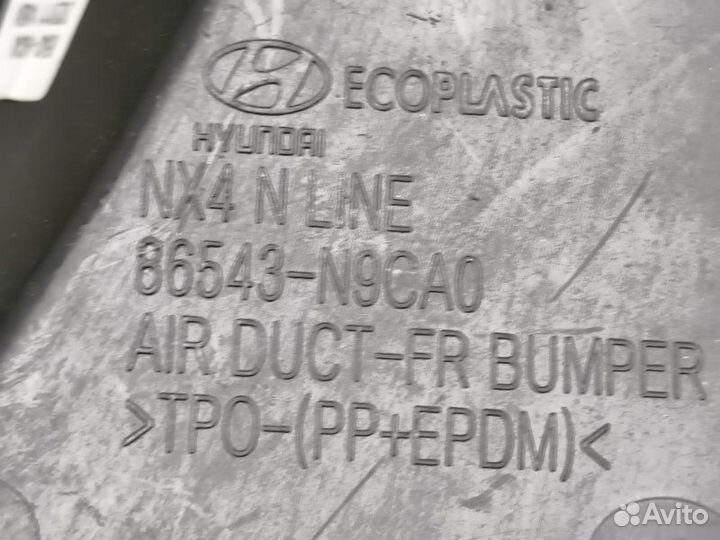 ECOPLASTIC
HYUNDAI
NX4 N LINE
86543-N9CA0
AIR DUCT-FR BUMPER
>TPO-(PP+EPDM)<
Avito